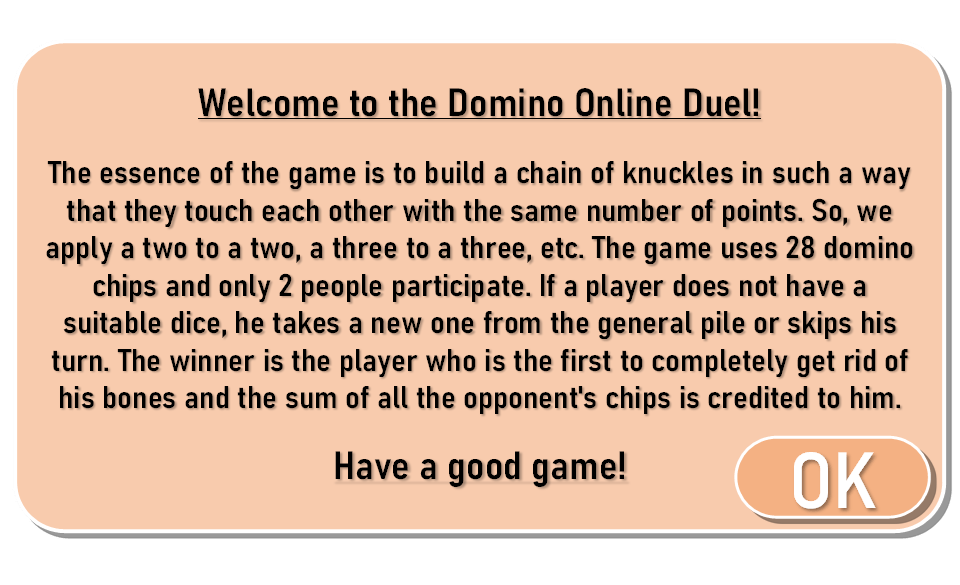 Welcome to the Domino Online Duel!
The essence of the game is to build a chain of knuckles in such a way
that they touch each other with the same number of points. So, we
apply a two to a two, a three to a three, etc. The game uses 28 domino
chips and only 2 people participate. If a player does not have a
suitable dice, he takes a new one from the general pile or skips his
turn. The winner is the player who is the first to completely get rid of
his bones and the sum of all the opponent's chips is credited to him.
Have a good game!
OK